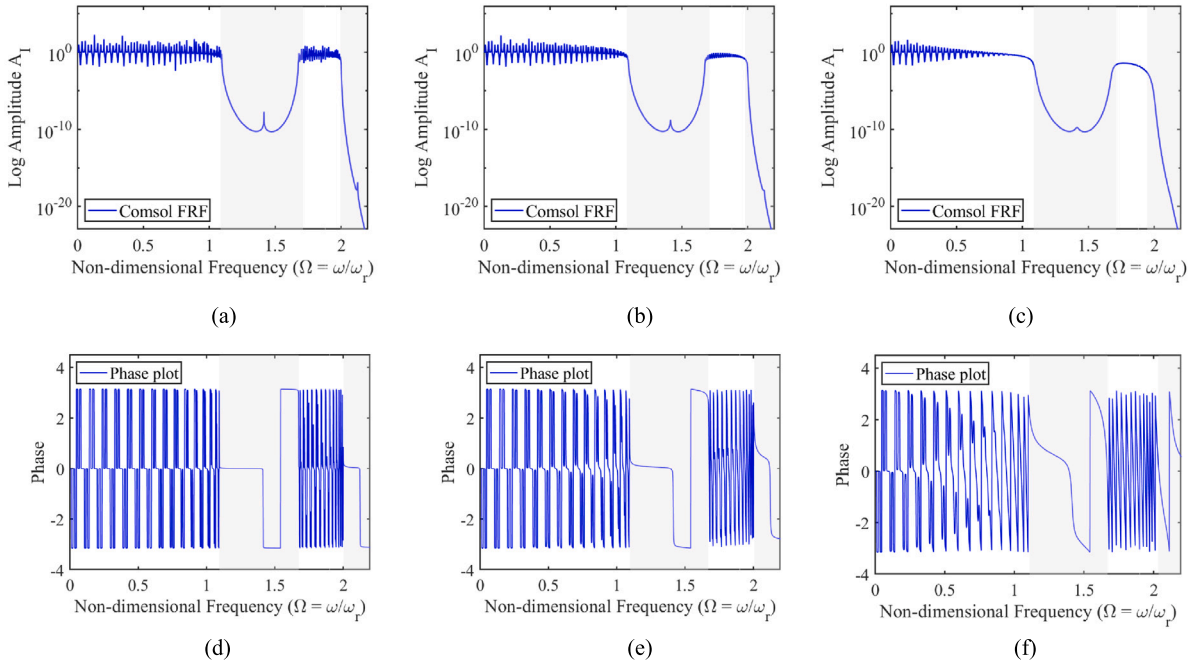 Log Amplitude A_I
10^0
10^-10
10^-20
Comsol FRF
0 0.5 1 1.5 2
Non-dimensional Frequency (Ω = ω/ω_r)
(a)
Log Amplitude A_I
10^0
10^-10
10^-20
Comsol FRF
0 0.5 1 1.5 2
Non-dimensional Frequency (Ω = ω/ω_r)
(b)
Log Amplitude A_I
10^0
10^-10
10^-20
Comsol FRF
0 0.5 1 1.5 2
Non-dimensional Frequency (Ω = ω/ω_r)
(c)
Phase
4
2
0
-2
-4
Phase plot
0 0.5 1 1.5 2
Non-dimensional Frequency (Ω = ω/ω_r)
(d)
Phase
4
2
0
-2
-4
Phase plot
0 0.5 1 1.5 2
Non-dimensional Frequency (Ω = ω/ω_r)
(e)
Phase
4
2
0
-2
-4
Phase plot
0 0.5 1 1.5 2
Non-dimensional Frequency (Ω = ω/ω_r)
(f)